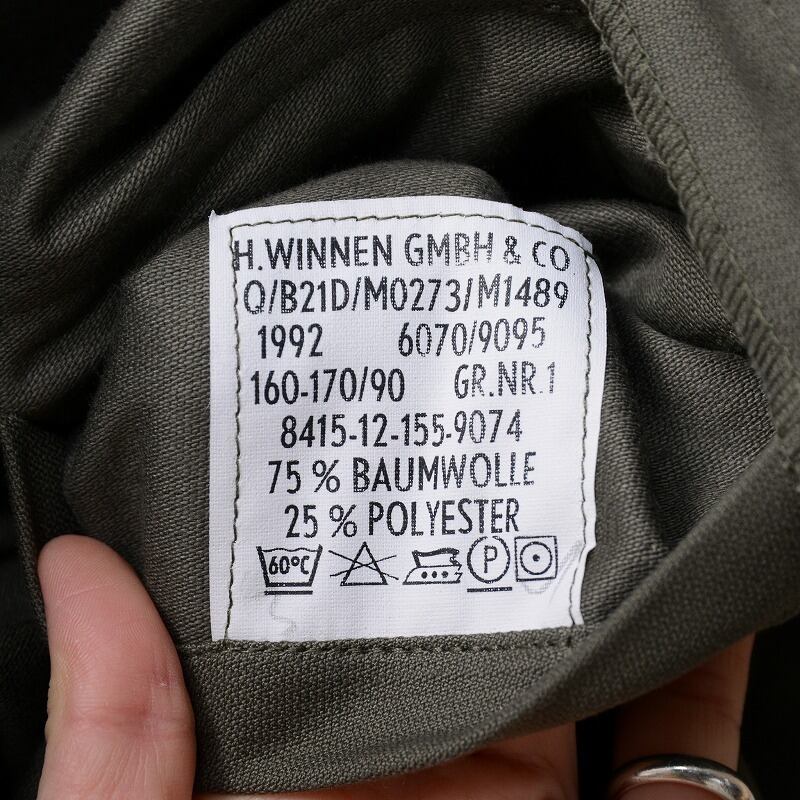 H.WINNEN GMBH & CO
Q/B21D/M0273/M1489
1992 6070/9095
160-170/90 GR.NR.1
8415-12-155-9074
75 % BAUMWOLLE
25 % POLYESTER
60°C P